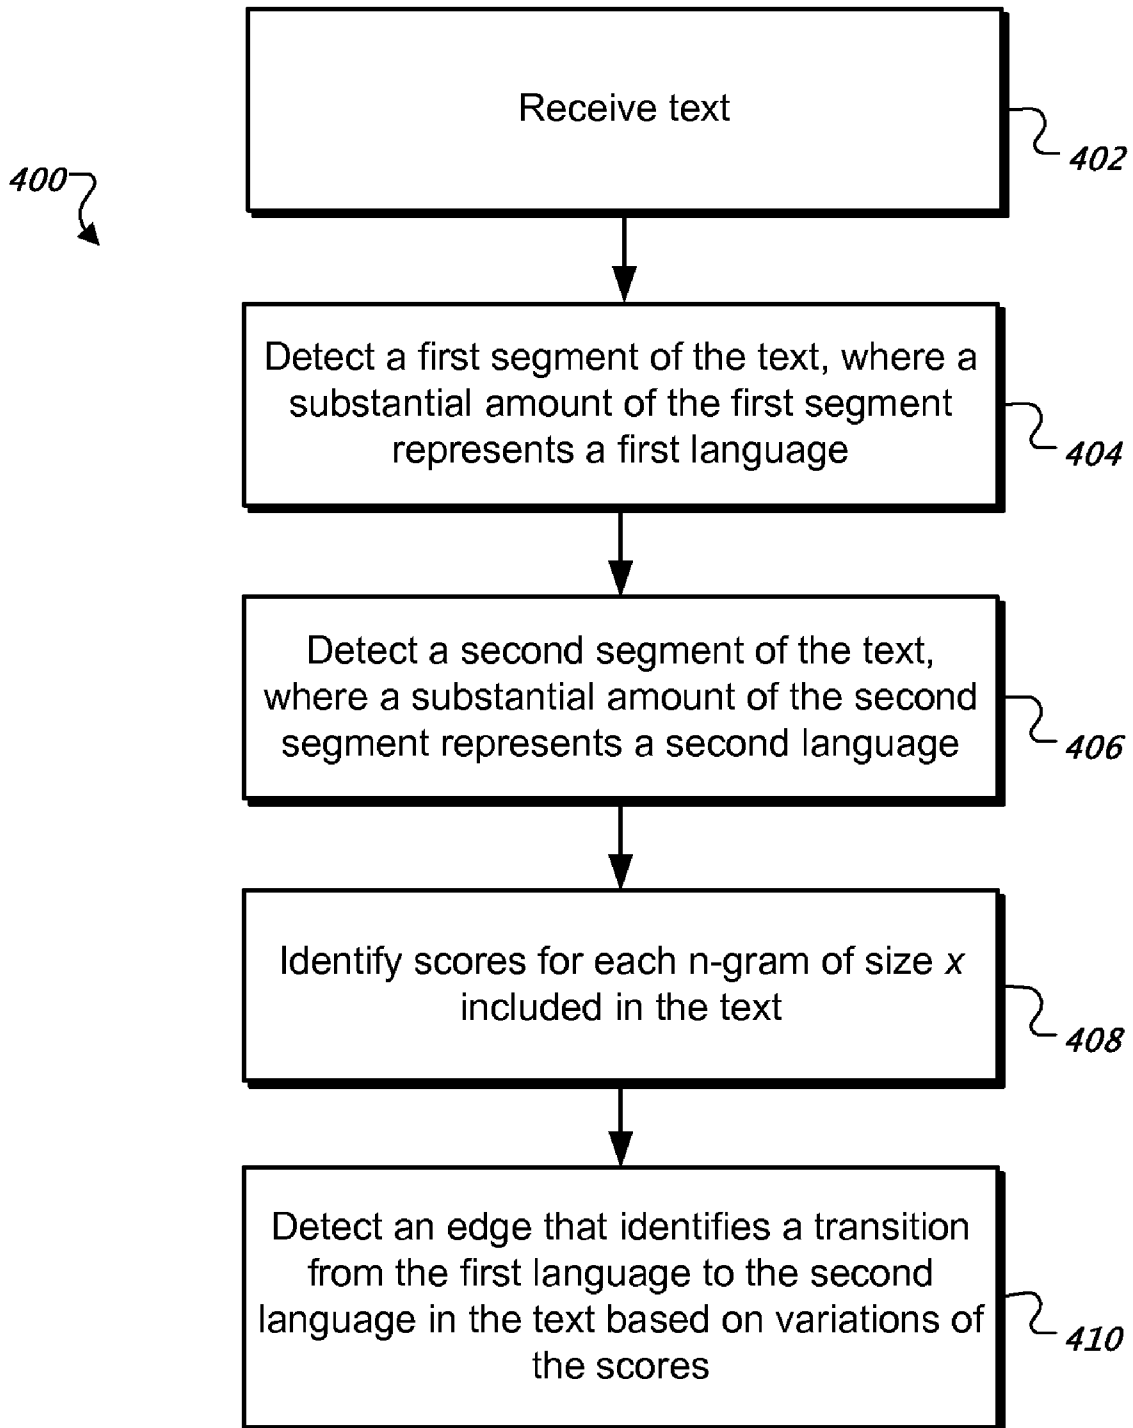 Receive text
402
400
Detect a first segment of the text, where a
substantial amount of the first segment
represents a first language
404
Detect a second segment of the text,
where a substantial amount of the second
segment represents a second language
406
Identify scores for each n-gram of size x
included in the text
408
Detect an edge that identifies a transition
from the first language to the second
language in the text based on variations of
the scores
410